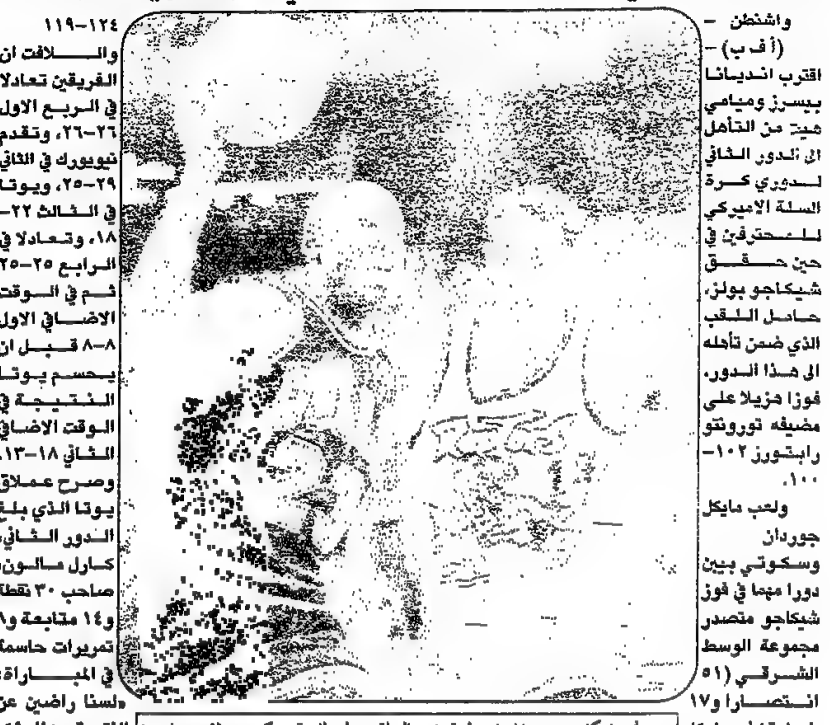 واشنطن –
(أ ف ب) –
اقترب انديانا
بيسرز وميامي
هيت من التأهل
الى الدور الثاني
لدوري كرة
السلة الاميركي
للمحترفين في
حين حقق
شيكاجو بولز،
حامل اللقب
الذي ضمن تأهله
الى هذا الدور،
فوزا هزيلا على
مضيفه تورونتو
رابتورز ١٠٢–
١٠٠.
ولعب مايكل
جوردان
وسكوتي بيبن
دورا مهما في فوز
شيكاجو متصدر
مجموعة الوسط
الشرقي (٥١
انتصارا و١٧
١٢٤–١١٩
واللافت ان
الفريقين تعادلا
في الربع الاول
٢٦–٢٦، وتقدم
نيويورك في الثاني
٢٩–٢٥، ويوتا
في الثالث ٢٢–
١٨، وتعادلا في
الرابع ٢٥–٢٥
ثم في الوقت
الاضافي الاول
٨–٨ قبل ان
يحسم يوتا
النتيجة في
الوقت الاضافي
الثاني ١٨–١٣.
وصرح عملاق
يوتا الذي بلغ
الدور الثاني،
كارل مالون،
صاحب ٣٠ نقطة
و١٤ متابعة و٨
تمريرات حاسمة
في المباراة:
«لسنا راضين عن